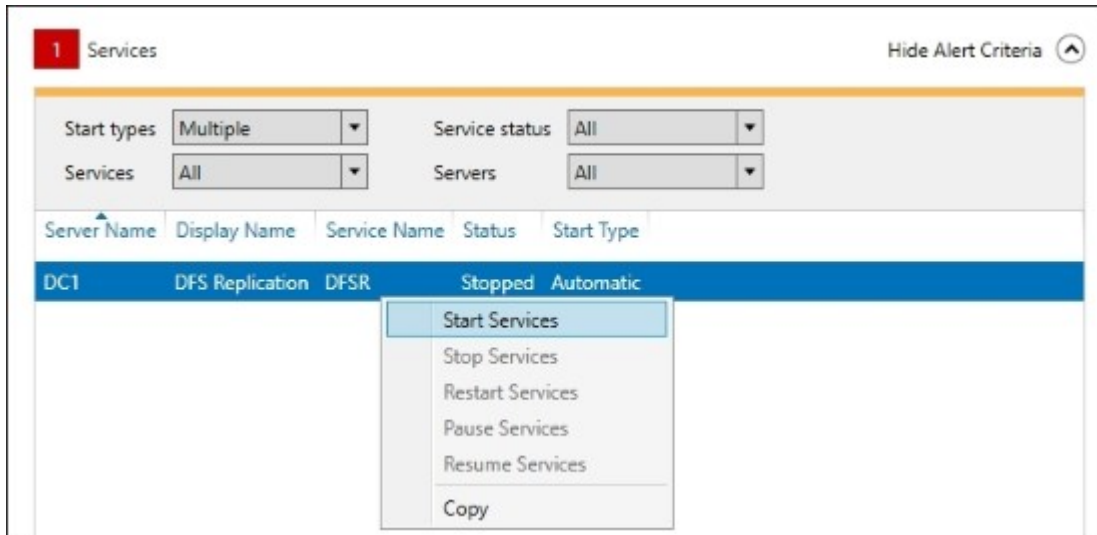 1 Services Hide Alert Criteria
Start types Multiple Service status All
Services All Servers All
Server Name Display Name Service Name Status Start Type
DC1 DFS Replication DFSR Stopped Automatic
Start Services
Stop Services
Restart Services
Pause Services
Resume Services
Copy